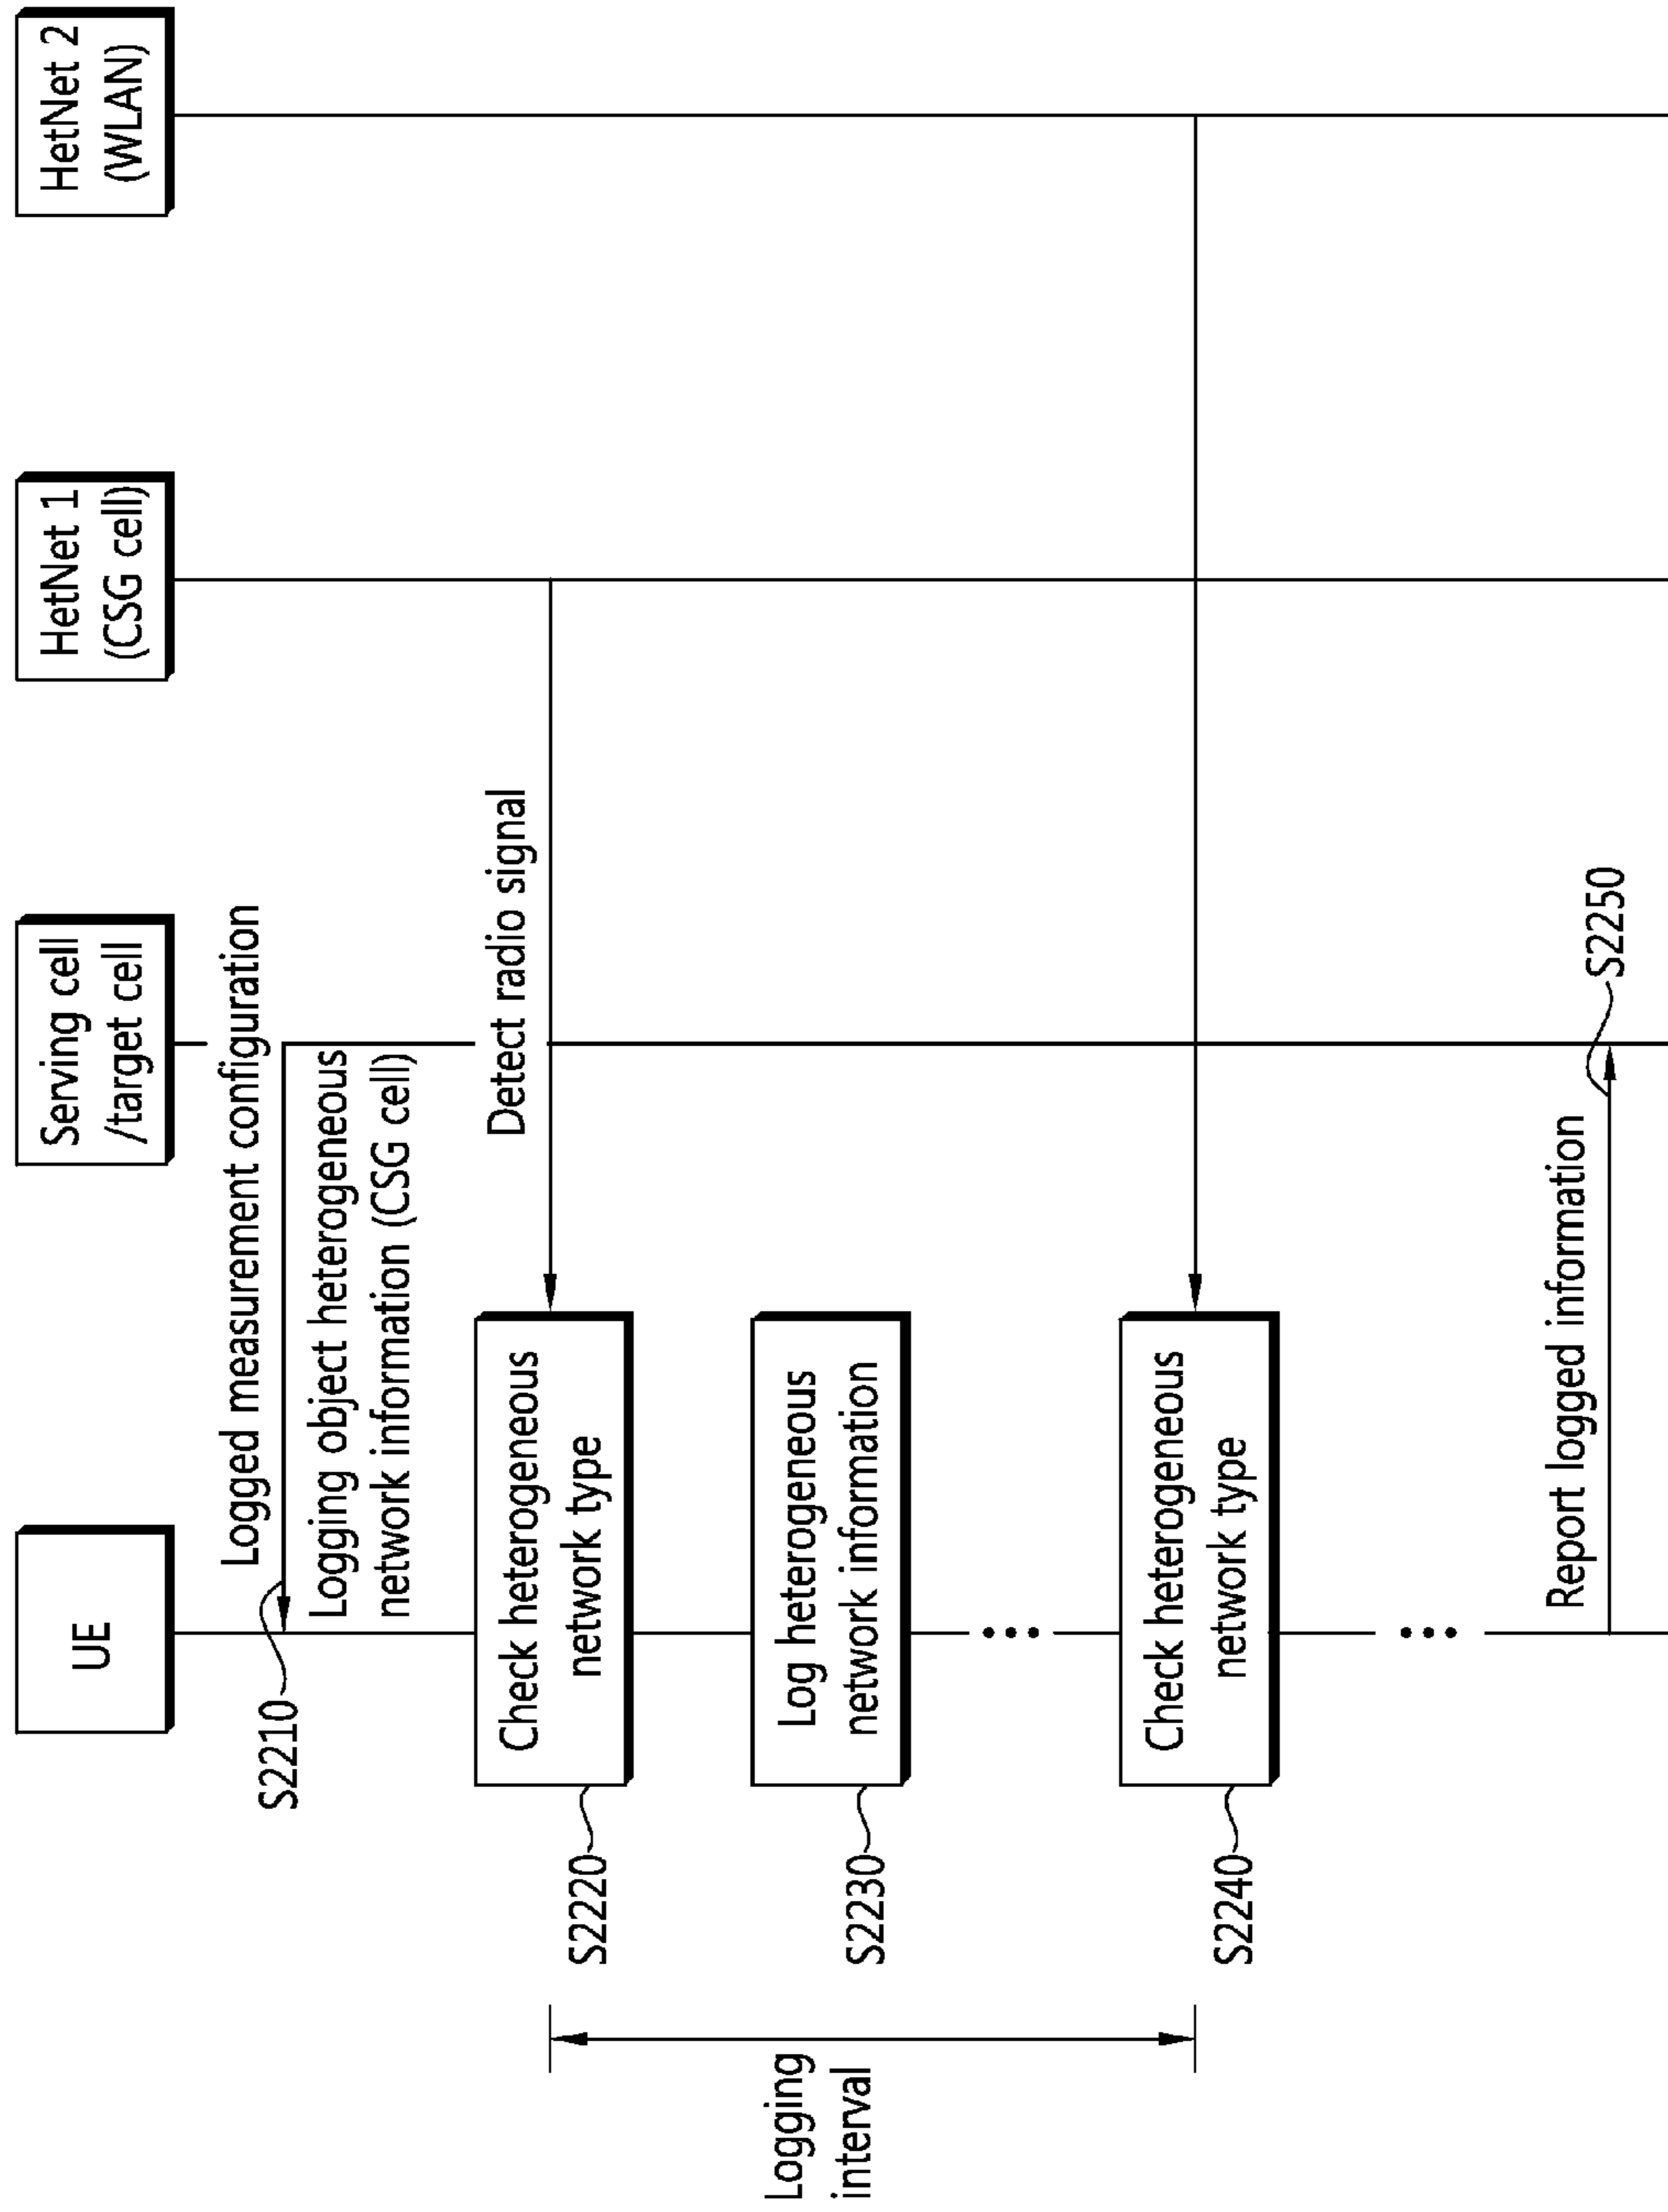 UE
Serving cell
/target cell
HetNet 1
(CSG cell)
HetNet 2
(WLAN)
Logged measurement configuration
S2210
Logging object heterogeneous
network information (CSG cell)
Detect radio signal
Check heterogeneous
network type
S2220
Logging
interval
Log heterogeneous
network information
S2230
Check heterogeneous
network type
S2240
Report logged information
S2250